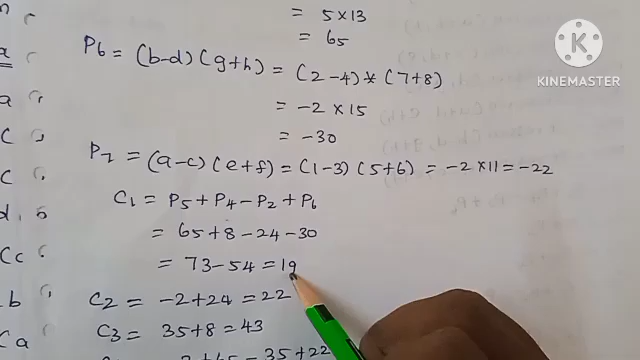 = 5 × 13
= 65
P6 = (b-d) (g+h) = (2-4) * (7+8)
= -2 × 15
= -30
P7 = (a-c) (e+f) = (1-3) (5+6) = -2 × 11 = -22
C1 = P5 + P4 - P2 + P6
= 65 + 8 - 24 - 30
= 73 - 54 = 19
C2 = -2 + 24 = 22
C3 = 35 + 8 = 43
KINEMASTER